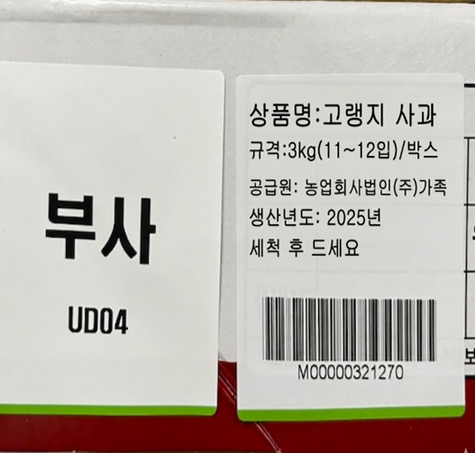 부사
UD04
상품명:고랭지 사과
규격:3kg(11~12입)/박스
공급원: 농업회사법인(주)가족
생산년도: 2025년
세척 후 드세요
M00000321270
보